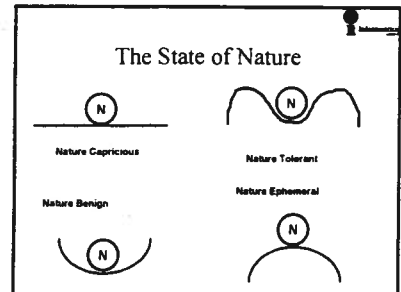 The State of Nature
N
N
Nature Capricious
Nature Tolerant
Nature Benign
Nature Ephemeral
N
N